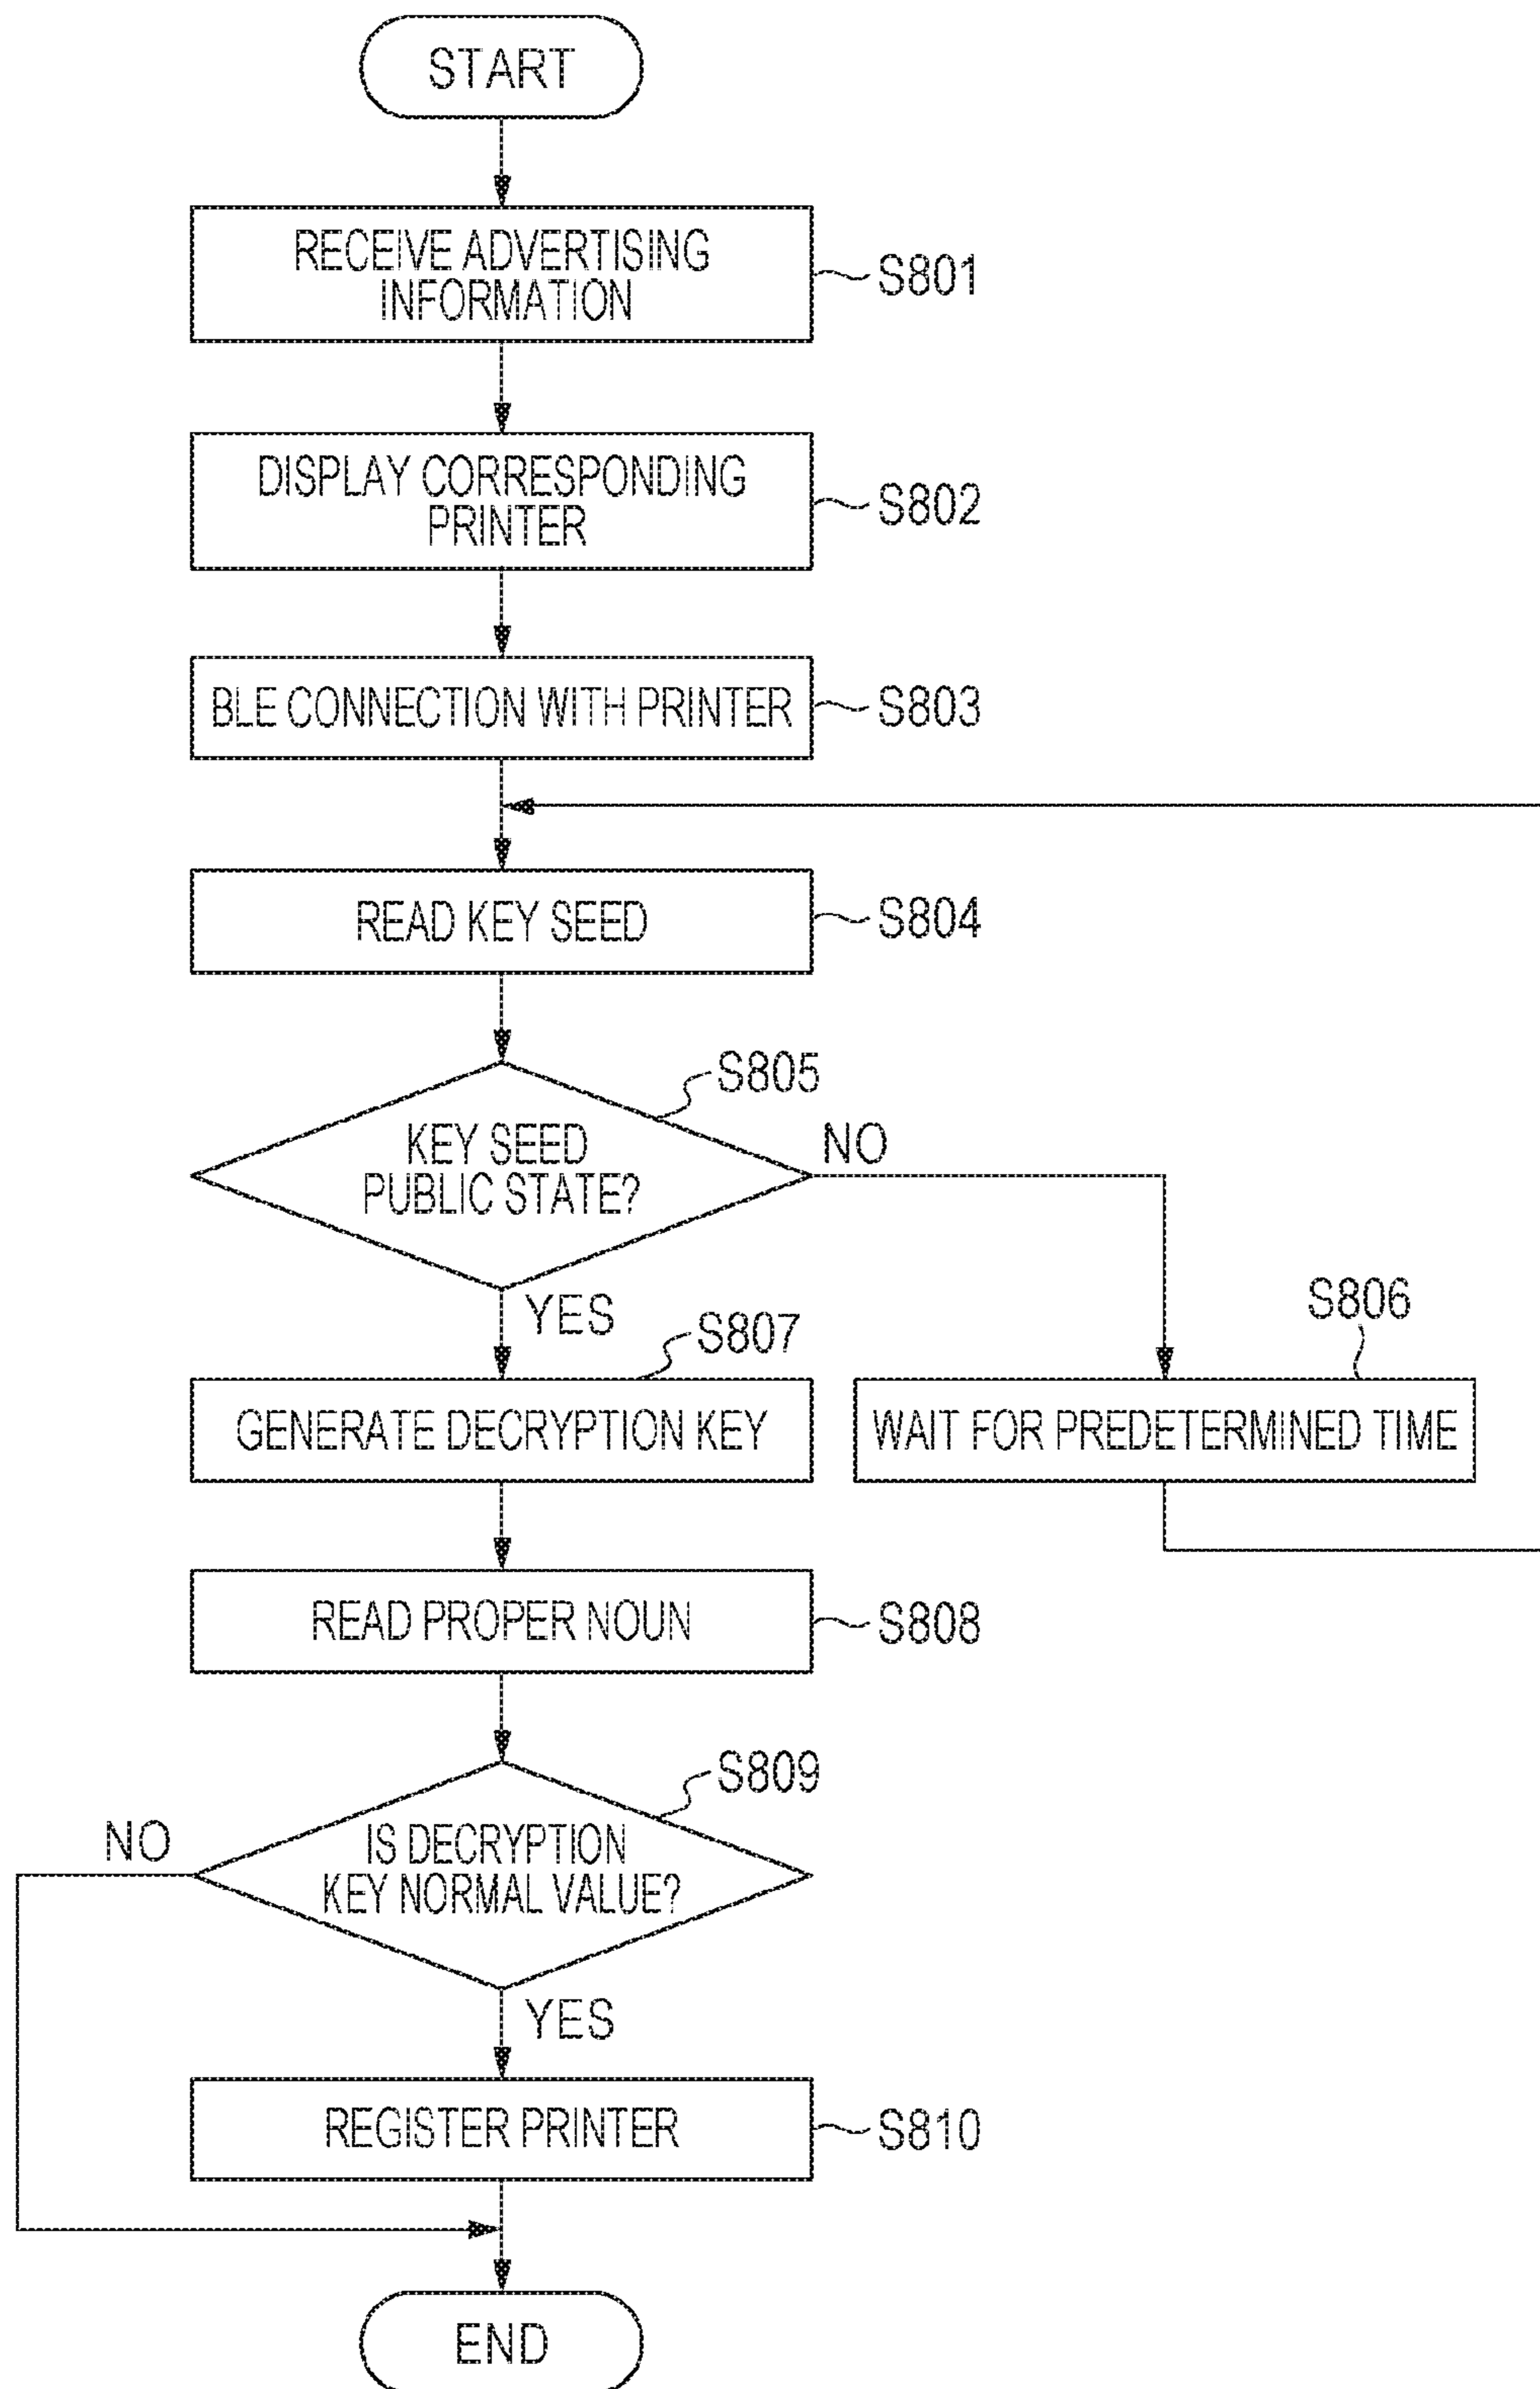 START
RECEIVE ADVERTISING
INFORMATION
S801
DISPLAY CORRESPONDING
PRINTER
S802
BLE CONNECTION WITH PRINTER
S803
READ KEY SEED
S804
S805
KEY SEED
PUBLIC STATE?
NO
YES
S806
S807
GENERATE DECRYPTION KEY
WAIT FOR PREDETERMINED TIME
READ PROPER NOUN
S808
S809
NO
IS DECRYPTION
KEY NORMAL VALUE?
YES
REGISTER PRINTER
S810
END